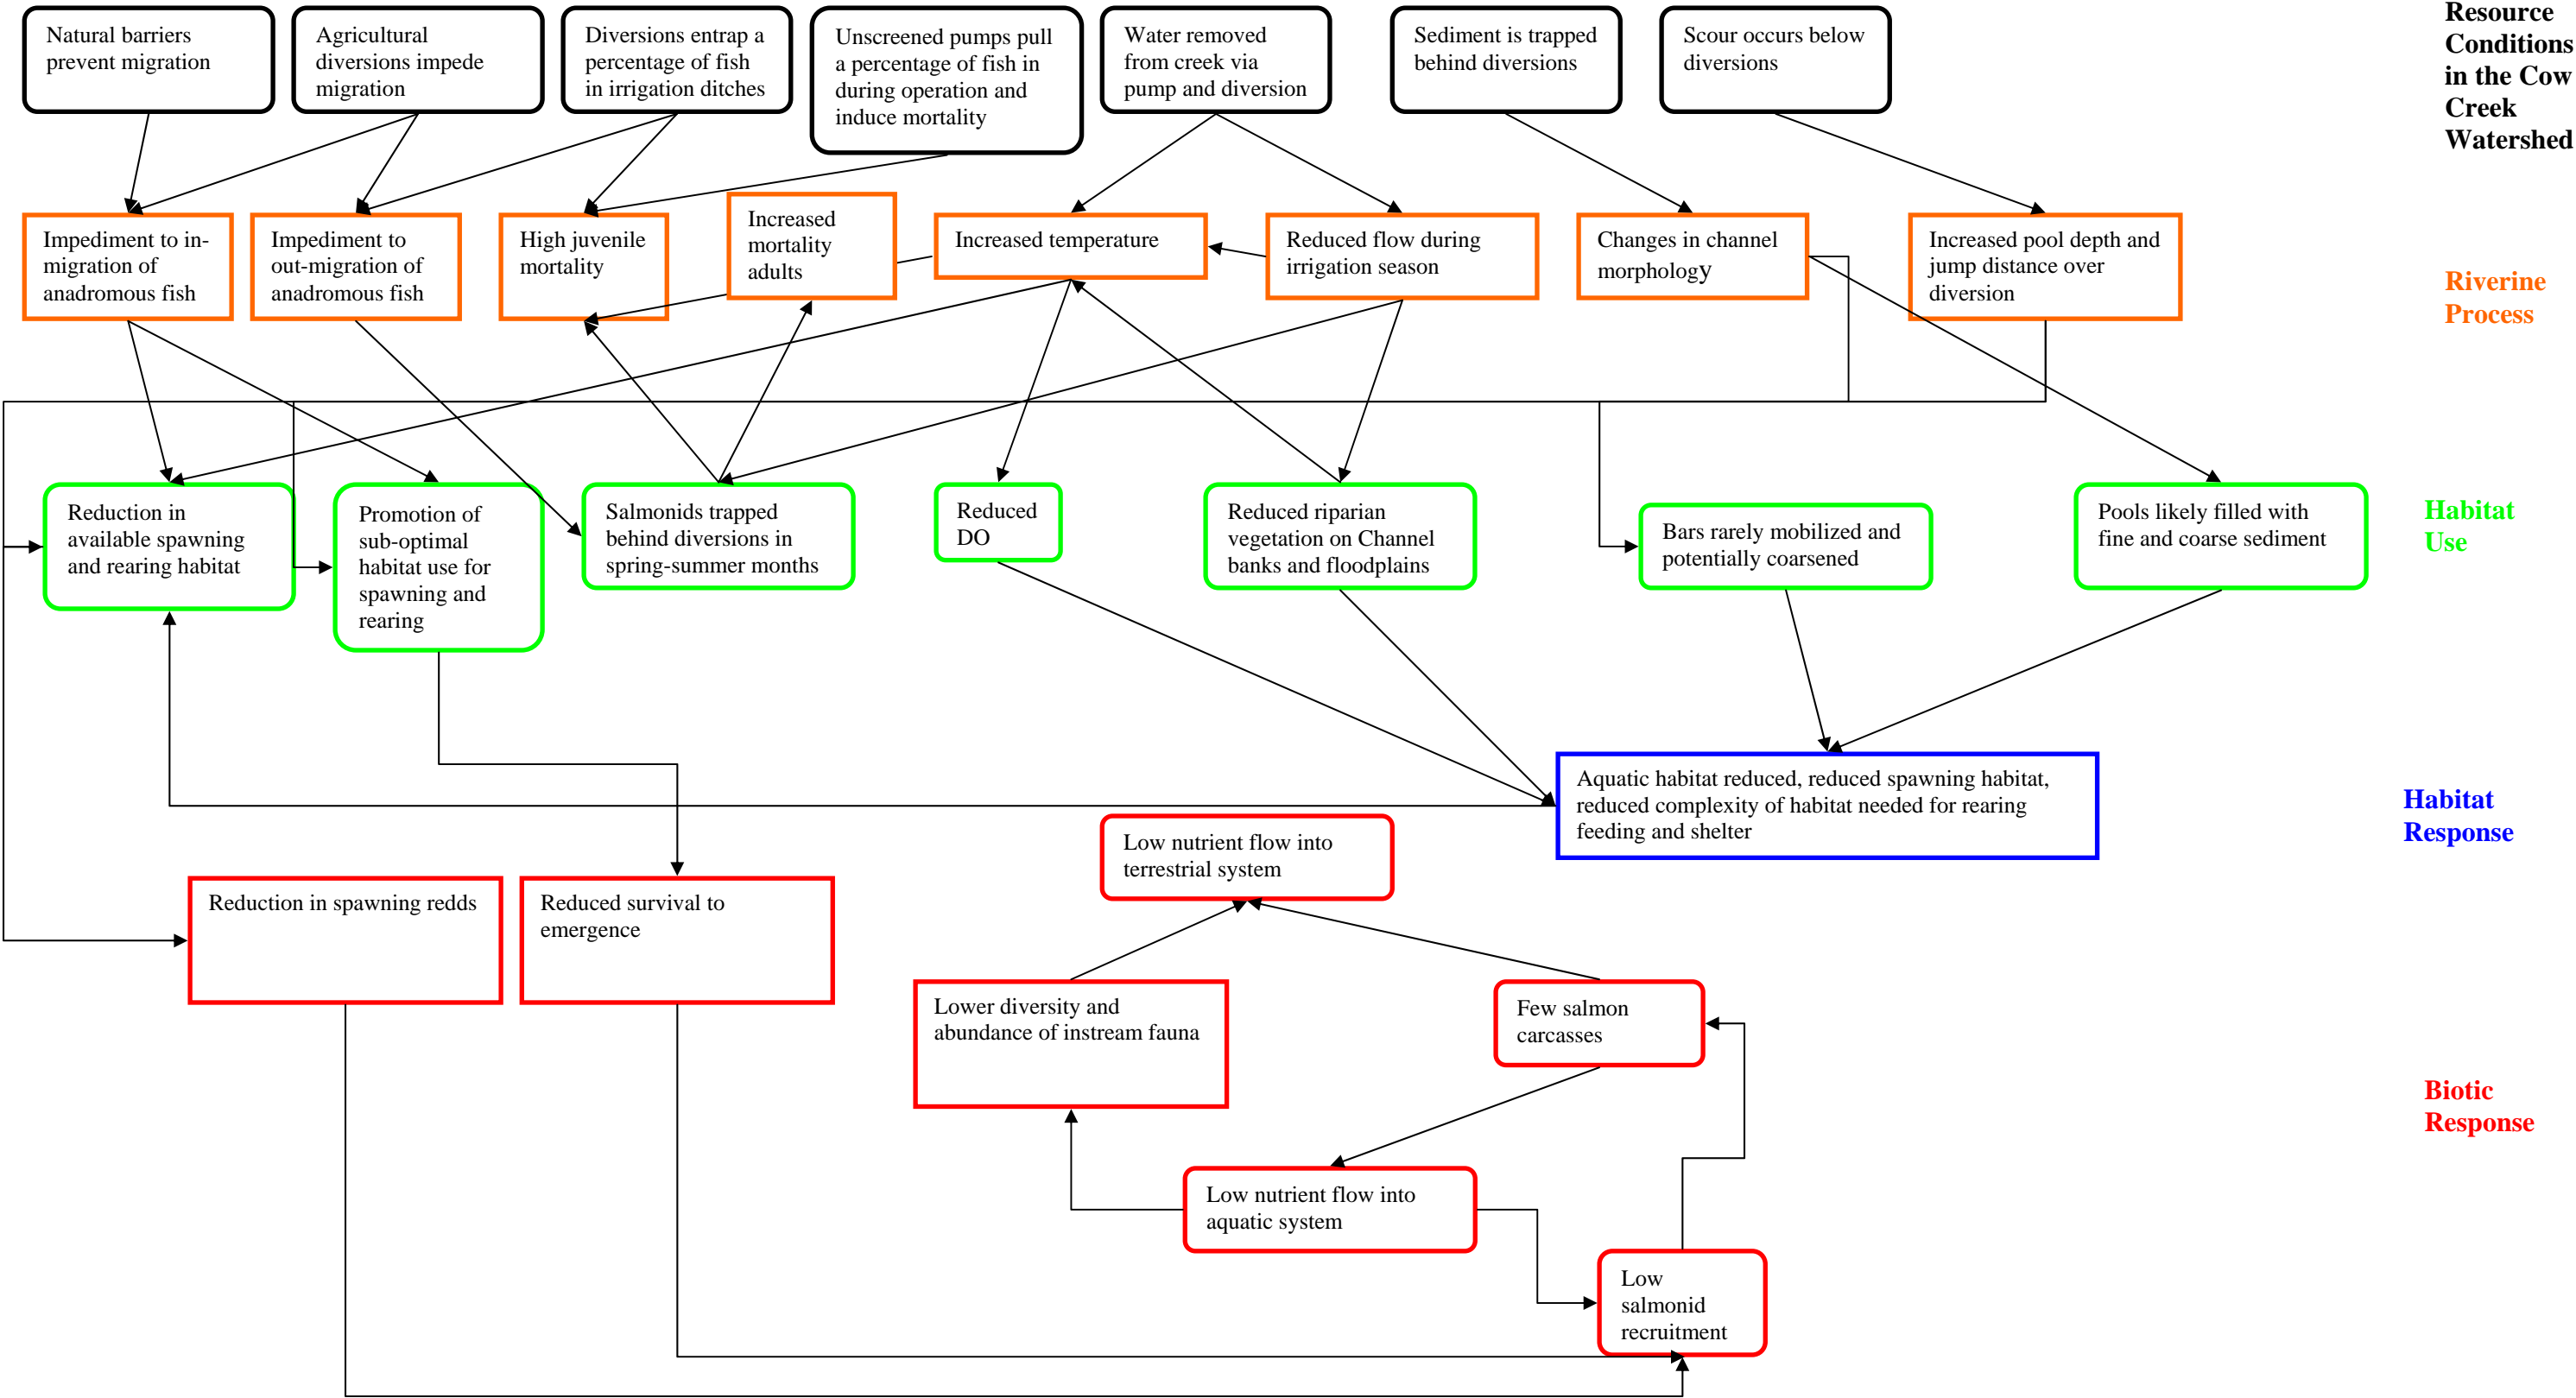 Natural barriers
prevent migration
Agricultural
diversions impede
migration
Diversions entrap a
percentage of fish
in irrigation ditches
Unscreened pumps pull
a percentage of fish in
during operation and
induce mortality
Water removed
from creek via
pump and diversion
Sediment is trapped
behind diversions
Scour occurs below
diversions
Resource
Conditions
in the Cow
Creek
Watershed
Impediment to in-
migration of
anadromous fish
Impediment to
out-migration of
anadromous fish
High juvenile
mortality
Increased
mortality
adults
Increased temperature
Reduced flow during
irrigation season
Changes in channel
morphology
Increased pool depth and
jump distance over
diversion
Riverine
Process
Reduction in
available spawning
and rearing habitat
Promotion of
sub-optimal
habitat use for
spawning and
rearing
Salmonids trapped
behind diversions in
spring-summer months
Reduced
DO
Reduced riparian
vegetation on Channel
banks and floodplains
Bars rarely mobilized and
potentially coarsened
Pools likely filled with
fine and coarse sediment
Habitat
Use
Aquatic habitat reduced, reduced spawning habitat,
reduced complexity of habitat needed for rearing
feeding and shelter
Habitat
Response
Low nutrient flow into
terrestrial system
Reduction in spawning redds
Reduced survival to
emergence
Lower diversity and
abundance of instream fauna
Few salmon
carcasses
Biotic
Response
Low nutrient flow into
aquatic system
Low
salmonid
recruitment